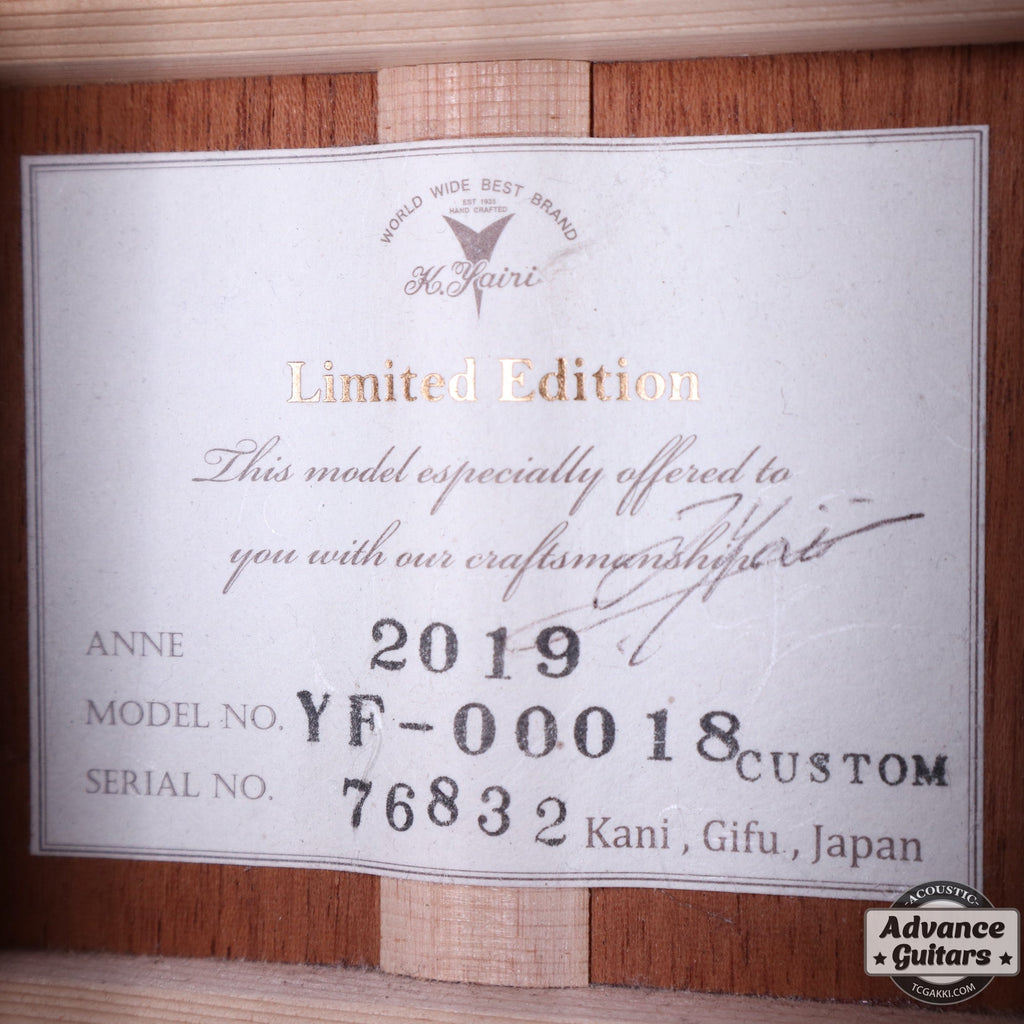 WORLD WIDE BEST BRAND
EST 1935
HAND CRAFTED
K.Yairi
Limited Edition
This model especially offered to
you with our craftsmanship.
ANNE 2019
MODEL NO. YF-00018 CUSTOM
SERIAL NO. 76832
Kani , Gifu , Japan
ACOUSTIC
Advance
Guitars
TCGAKKI.COM